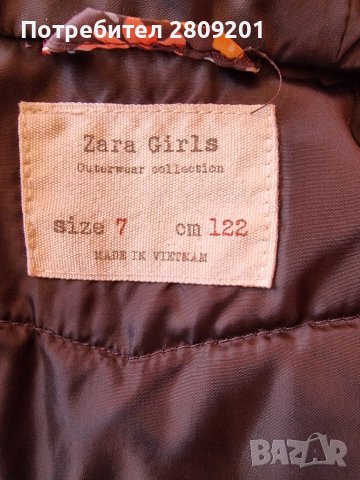 Потребител 2809201
Zara Girls
Outerwear collection
size 7 cm 122
MADE IN VIETNAM
BAZAR